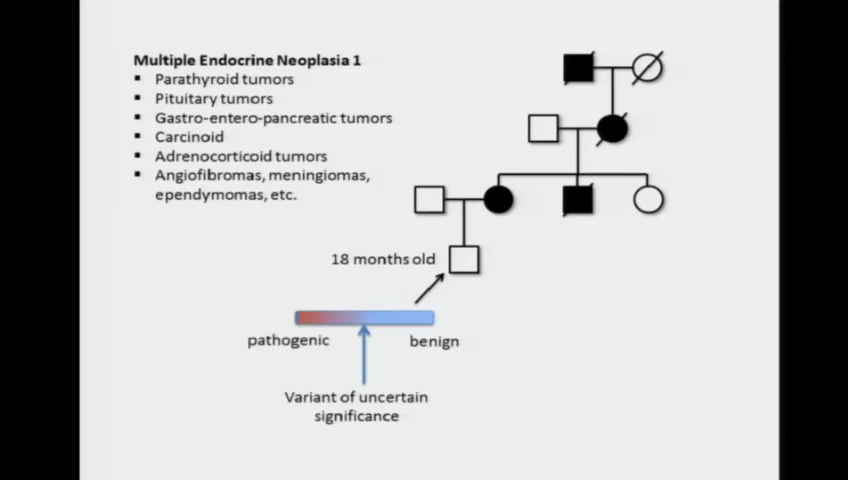 Multiple Endocrine Neoplasia 1
▪ Parathyroid tumors
▪ Pituitary tumors
▪ Gastro-entero-pancreatic tumors
▪ Carcinoid
▪ Adrenocorticoid tumors
▪ Angiofibromas, meningiomas,
ependymomas, etc.
18 months old
pathogenic
benign
Variant of uncertain
significance